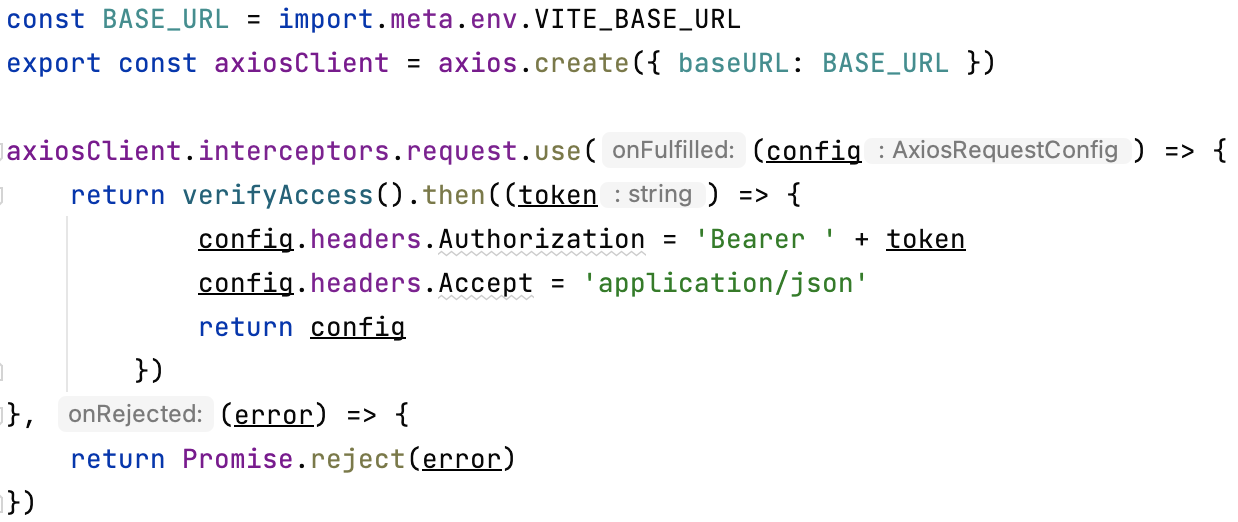 const BASE_URL = import.meta.env.VITE_BASE_URL
export const axiosClient = axios.create({ baseURL: BASE_URL })
axiosClient.interceptors.request.use( onFulfilled: (config : AxiosRequestConfig ) => {
return verifyAccess().then((token : string ) => {
config.headers.Authorization = 'Bearer ' + token
config.headers.Accept = 'application/json'
return config
})
}, onRejected: (error) => {
return Promise.reject(error)
})